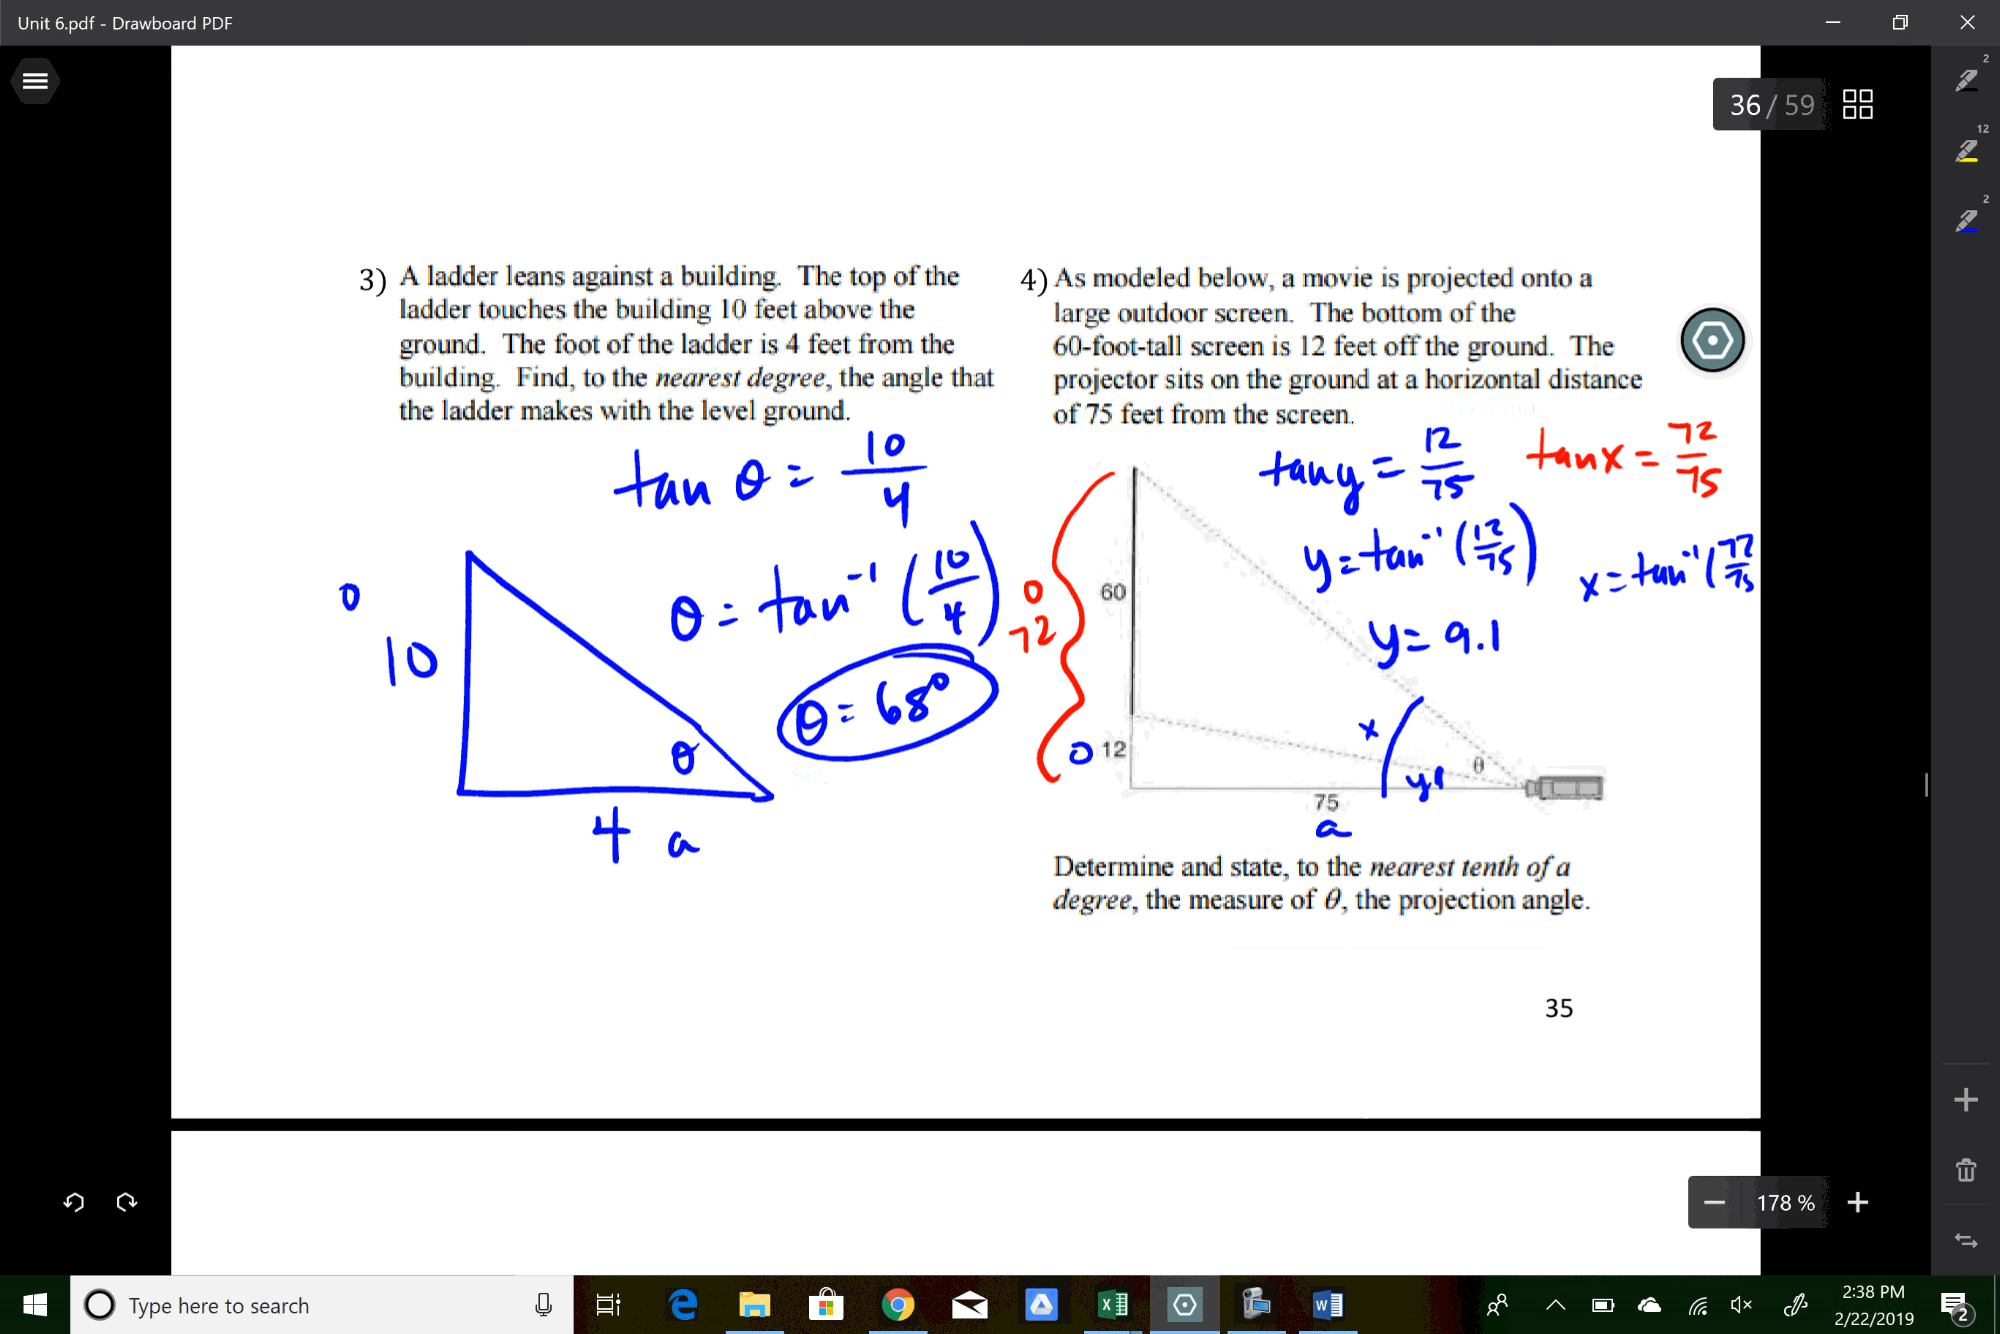 Unit 6.pdf - Drawboard PDF
36 / 59
2
12
2
3) A ladder leans against a building. The top of the
ladder touches the building 10 feet above the
ground. The foot of the ladder is 4 feet from the
building. Find, to the nearest degree, the angle that
the ladder makes with the level ground.
tan θ = 10/4
θ = tan⁻¹ (10/4)
θ = 68°
o
10
θ
4 a
4) As modeled below, a movie is projected onto a
large outdoor screen. The bottom of the
60-foot-tall screen is 12 feet off the ground. The
projector sits on the ground at a horizontal distance
of 75 feet from the screen.
tan y = 12/75
tan x = 72/75
y = tan⁻¹ (12/75)
x = tan⁻¹ (72/75
y = 9.1
o
72
60
x
θ
o 12
y
75
a
Determine and state, to the nearest tenth of a
degree, the measure of θ, the projection angle.
35
178 %
Type here to search
2:38 PM
2/22/2019
2